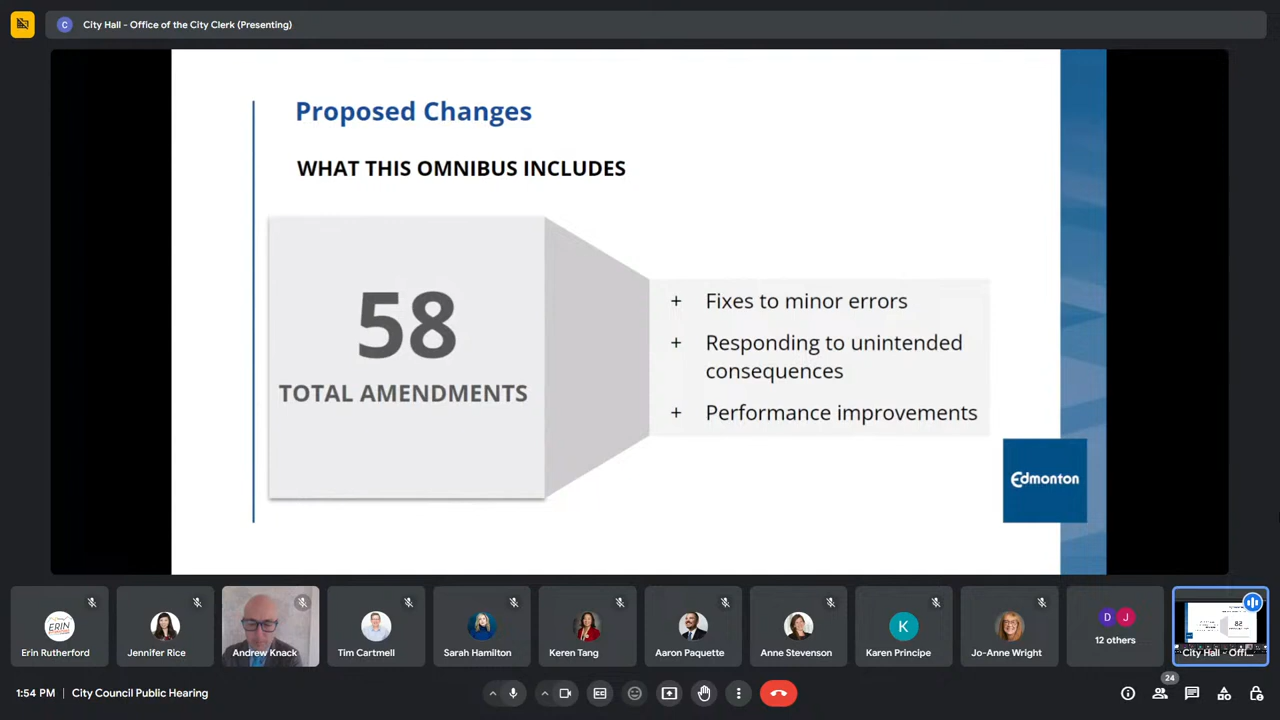 C City Hall - Office of the City Clerk (Presenting)
Proposed Changes
WHAT THIS OMNIBUS INCLUDES
58
TOTAL AMENDMENTS
+ Fixes to minor errors
+ Responding to unintended
consequences
+ Performance improvements
Edmonton
ERIN
Erin Rutherford
Jennifer Rice
Andrew Knack
Tim Cartmell
Sarah Hamilton
Keren Tang
Aaron Paquette
Anne Stevenson
K
Karen Principe
Jo-Anne Wright
D J
12 others
City Hall - Offi...
1:54 PM | City Council Public Hearing
CC
24